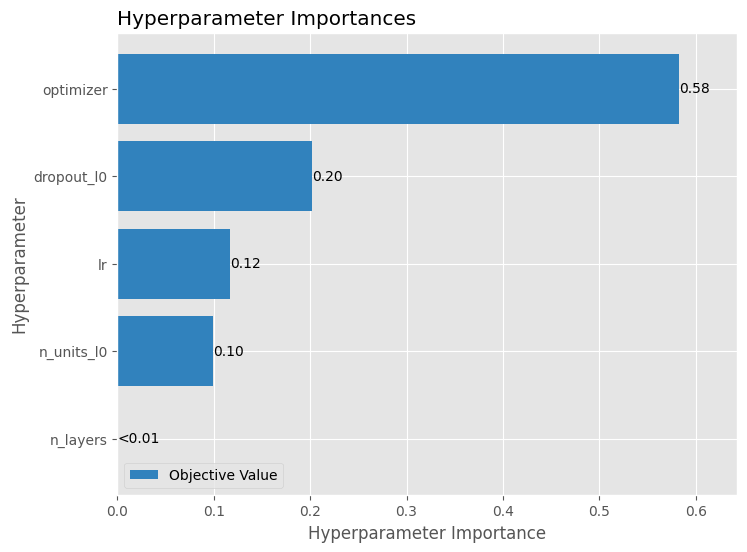 Hyperparameter Importances
optimizer
0.58
dropout_l0
0.20
lr
0.12
n_units_l0
0.10
n_layers
<0.01
Hyperparameter
Objective Value
0.0 0.1 0.2 0.3 0.4 0.5 0.6
Hyperparameter Importance